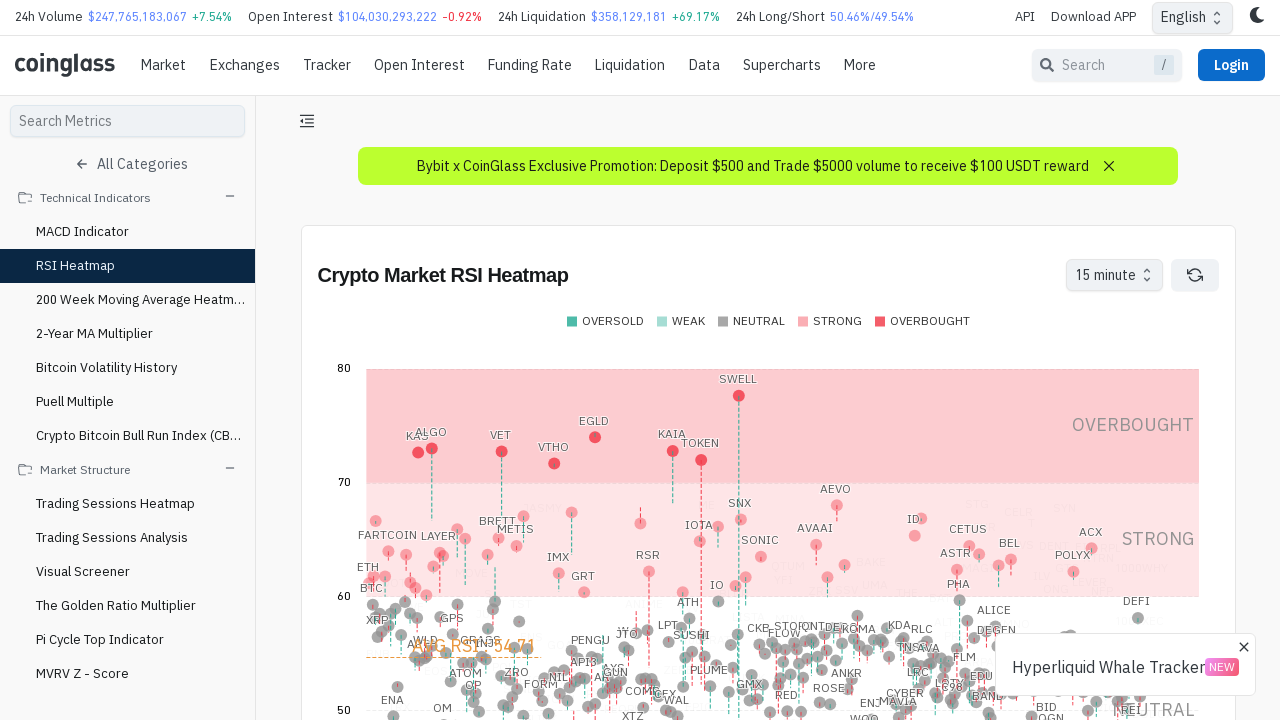 24h Volume $247,765,183,067 +7.54% Open Interest $104,030,293,222 -0.92% 24h Liquidation $358,129,181 +69.17% 24h Long/Short 50.46%/49.54% API Download APP English
coinglass Market Exchanges Tracker Open Interest Funding Rate Liquidation Data Supercharts More Search / Login
Search Metrics
All Categories
Technical Indicators
MACD Indicator
RSI Heatmap
200 Week Moving Average Heatm...
2-Year MA Multiplier
Bitcoin Volatility History
Puell Multiple
Crypto Bitcoin Bull Run Index (CB...
Market Structure
Trading Sessions Heatmap
Trading Sessions Analysis
Visual Screener
The Golden Ratio Multiplier
Pi Cycle Top Indicator
MVRV Z - Score
Bybit x CoinGlass Exclusive Promotion: Deposit $500 and Trade $5000 volume to receive $100 USDT reward
Crypto Market RSI Heatmap
15 minute
OVERSOLD WEAK NEUTRAL STRONG OVERBOUGHT
80
SWELL
EGLD
OVERBOUGHT
KAS ALGO VET KAIA
VTHO TOKEN
70
AEVO
SNX
BRETT ID
METIS IOTA AVAAI CETUS ACX
FARTCOIN LAYER SONIC BEL STRONG
IMX RSR ASTR POLYX
ETH GRT
BTC IO PHA
60
ATH DEFI
XRP GPS ALICE
LPT CKB STORJ KDA RLC DEGEN
WLD GRASS PENGU JTO SUSHI FLOW KOMA
AVG RSI: 54.71 INJ AVA
API3 FLM
ATOM ZRO NIL GUN PLUME ANKR LRC EDU
OP FORM GMX ROSE C98
ENA COMP WAL RED ENJ CYBER MAVIA
OM BID
50 XTZ REI NEUTRAL
Hyperliquid Whale Tracker NEW